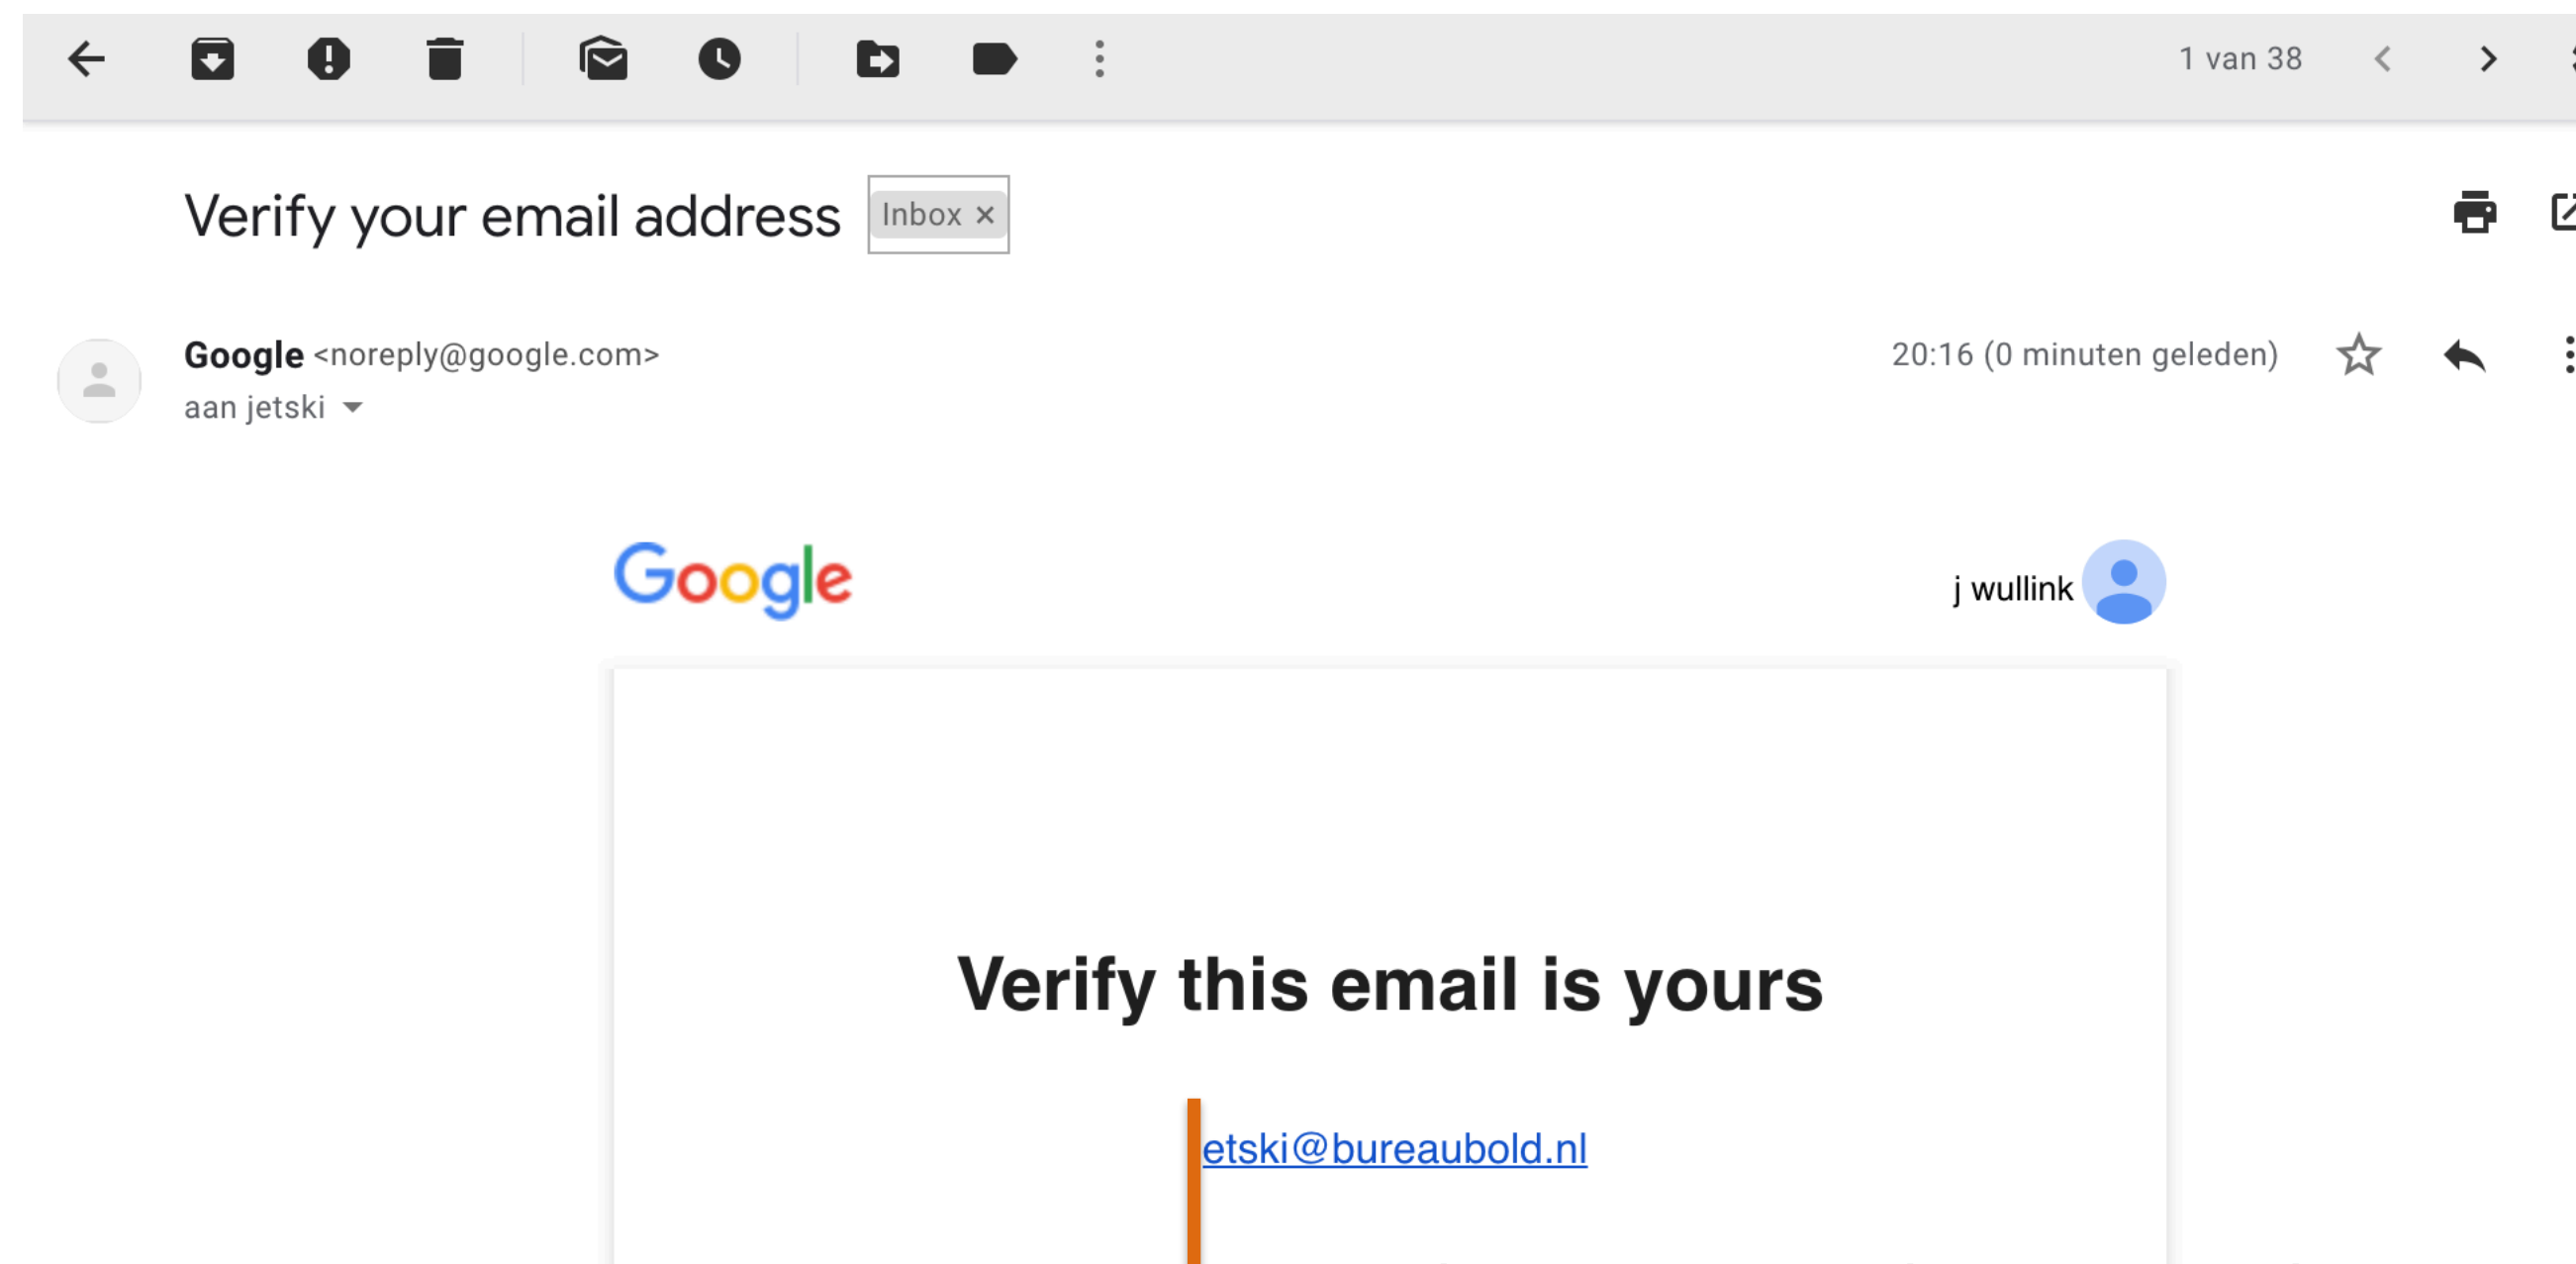 1 van 38
Verify your email address Inbox ×
Google <noreply@google.com> 20:16 (0 minuten geleden)
aan jetski
Google j wullink
Verify this email is yours
etski@bureaubold.nl